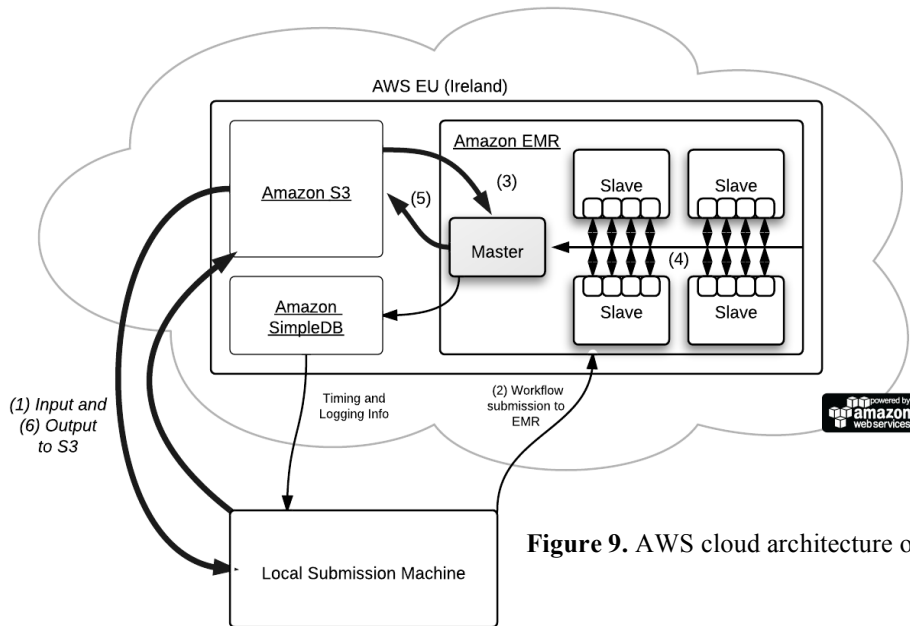 AWS EU (Ireland)
Amazon S3
Amazon EMR
(3)
(5)
Master
Slave
Slave
(4)
Slave
Slave
Amazon
SimpleDB
(1) Input and
(6) Output
to S3
Timing and
Logging Info
(2) Workflow
submission to
EMR
powered by
amazon
webservices
Local Submission Machine
Figure 9. AWS cloud architecture o